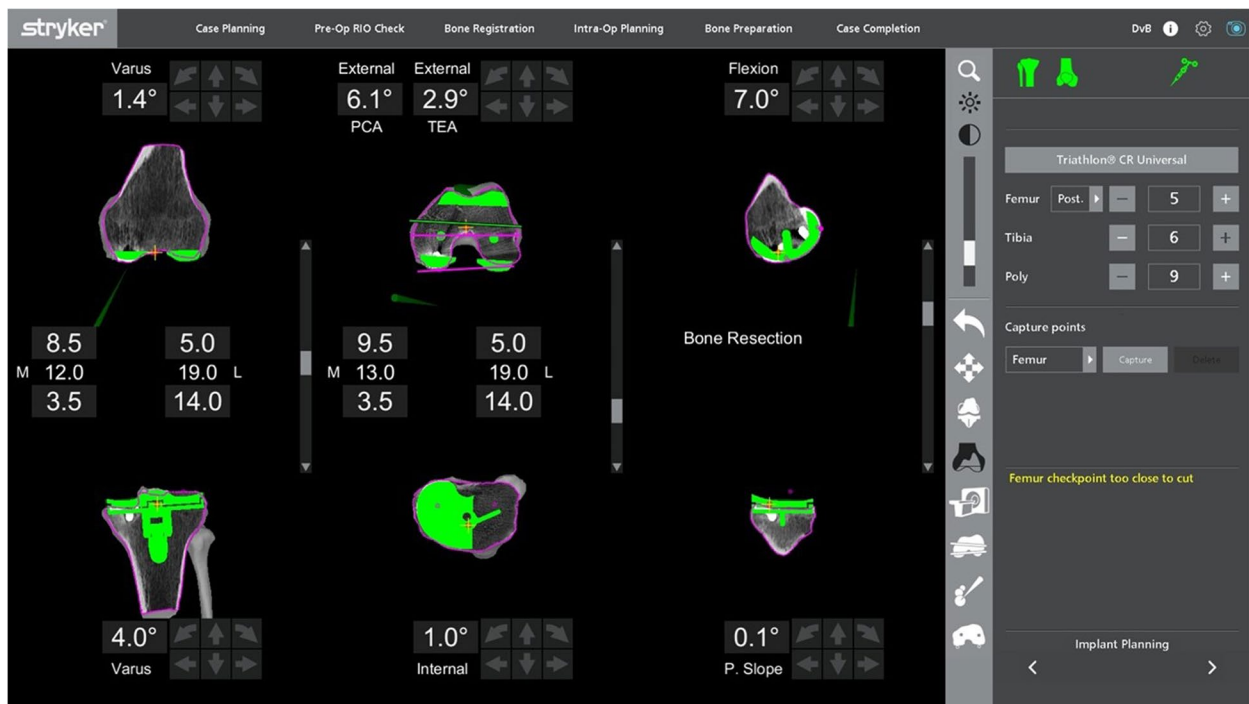 stryker®
Case Planning Pre-Op RIO Check Bone Registration Intra-Op Planning Bone Preparation Case Completion DvB i
Varus External External Flexion
1.4° 6.1° 2.9° 7.0°
PCA TEA
Triathlon® CR Universal
Femur Post. − 5 +
Tibia − 6 +
Poly − 9 +
Bone Resection
8.5 5.0 9.5 5.0
M 12.0 19.0 L M 13.0 19.0 L
3.5 14.0 3.5 14.0
Capture points
Femur Capture Delete
Femur checkpoint too close to cut
4.0° 1.0° 0.1°
Varus Internal P. Slope
Implant Planning
< >